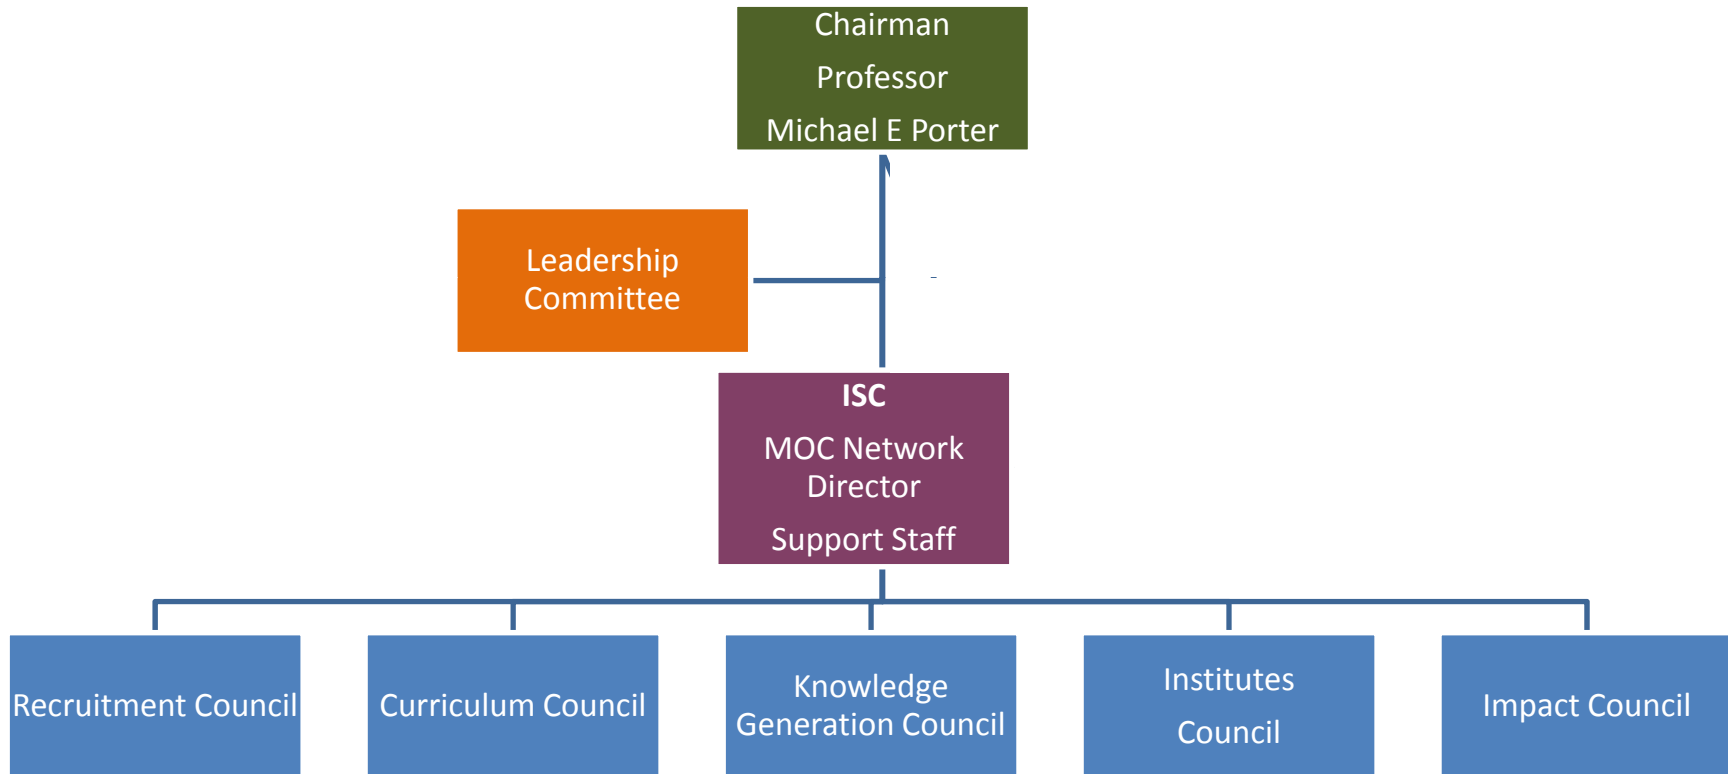 Chairman
Professor
Michael E Porter
Leadership
Committee
ISC
MOC Network
Director
Support Staff
Recruitment Council
Curriculum Council
Knowledge
Generation Council
Institutes
Council
Impact Council